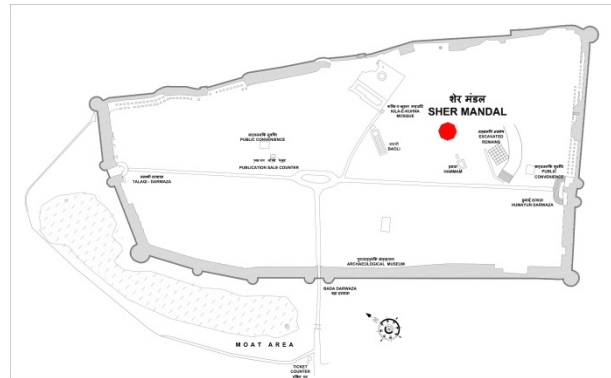 शेर मंडल
SHER MANDAL
KILA-E-KUHNA
MOSQUE
EXCAVATED
REMAINS
PUBLIC CONVENIENCE
BAOLI
PUBLICATION SALE COUNTER
HAMMAM
PUBLIC
CONVENIENCE
TALAQI - DARWAZA
HUMAYUN DARWAZA
ARCHAEOLOGICAL MUSEUM
BADA DARWAZA
MOAT AREA
TICKET
COUNTER